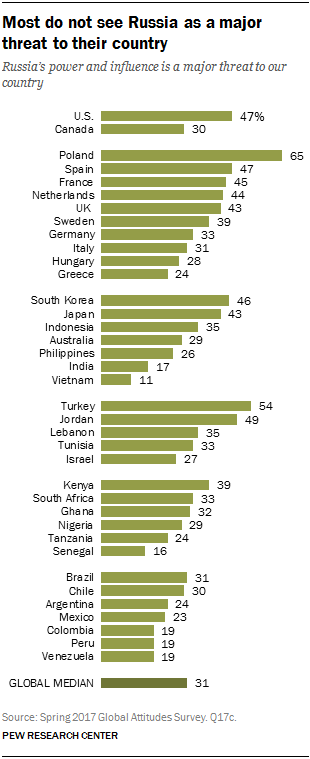 Most do not see Russia as a major
threat to their country
Russia's power and influence is a major threat to our
country
U.S. 47%
Canada 30
Poland 65
Spain 47
France 45
Netherlands 44
UK 43
Sweden 39
Germany 33
Italy 31
Hungary 28
Greece 24
South Korea 46
Japan 43
Indonesia 35
Australia 29
Philippines 26
India 17
Vietnam 11
Turkey 54
Jordan 49
Lebanon 35
Tunisia 33
Israel 27
Kenya 39
South Africa 33
Ghana 32
Nigeria 29
Tanzania 24
Senegal 16
Brazil 31
Chile 30
Argentina 24
Mexico 23
Colombia 19
Peru 19
Venezuela 19
GLOBAL MEDIAN 31
Source: Spring 2017 Global Attitudes Survey. Q17c.
PEW RESEARCH CENTER